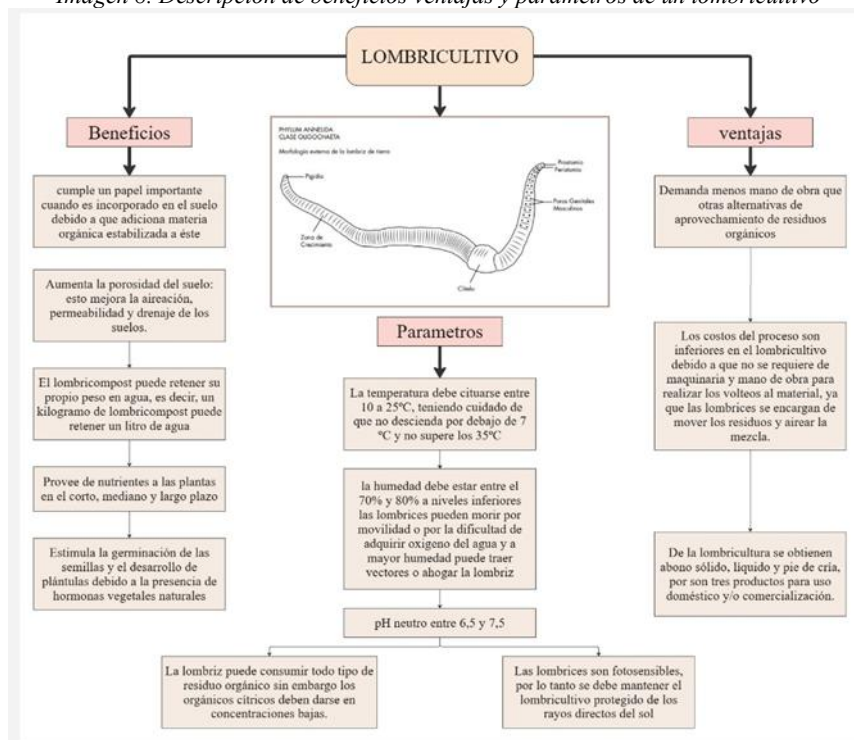 Imagen 8. Descripción de beneficios ventajas y parámetros de un lombricultivo
LOMBRICULTIVO
Beneficios
cumple un papel importante
cuando es incorporado en el suelo
debido a que adiciona materia
orgánica estabilizada a éste
Aumenta la porosidad del suelo:
esto mejora la aireación,
permeabilidad y drenaje de los
suelos.
El lombricompost puede retener su
propio peso en agua, es decir, un
kilogramo de lombricompost puede
retener un litro de agua
Provee de nutrientes a las plantas
en el corto, mediano y largo plazo
Estimula la germinación de las
semillas y el desarrollo de
plántulas debido a la presencia de
hormonas vegetales naturales
PHYLUM ANNELIDA
CLASE OLIGOCHAETA
Morfología externa de la lombriz de tierra
Pigidio
Zona de
Crecimiento
Clitelo
Prostomio
Peristomio
Poros Genitales
Masculinos
Parametros
La temperatura debe cituarse entre
10 a 25ºC, teniendo cuidado de
que no descienda por debajo de 7
ºC y no supere los 35ºC
la humedad debe estar entre el
70% y 80% a niveles inferiores
las lombrices pueden morir por
movilidad o por la dificultad de
adquirir oxigeno del agua y a
mayor humedad puede traer
vectores o ahogar la lombriz
pH neutro entre 6,5 y 7,5
La lombriz puede consumir todo tipo de
residuo orgánico sin embargo los
orgánicos cítricos deben darse en
concentraciones bajas.
Las lombrices son fotosensibles,
por lo tanto se debe mantener el
lombricultivo protegido de los
rayos directos del sol
ventajas
Demanda menos mano de obra que
otras alternativas de
aprovechamiento de residuos
orgánicos
Los costos del proceso son
inferiores en el lombricultivo
debido a que no se requiere de
maquinaria y mano de obra para
realizar los volteos al material, ya
que las lombrices se encargan de
mover los residuos y airear la
mezcla.
De la lombricultura se obtienen
abono sólido, líquido y pie de cría,
por son tres productos para uso
doméstico y/o comercialización.